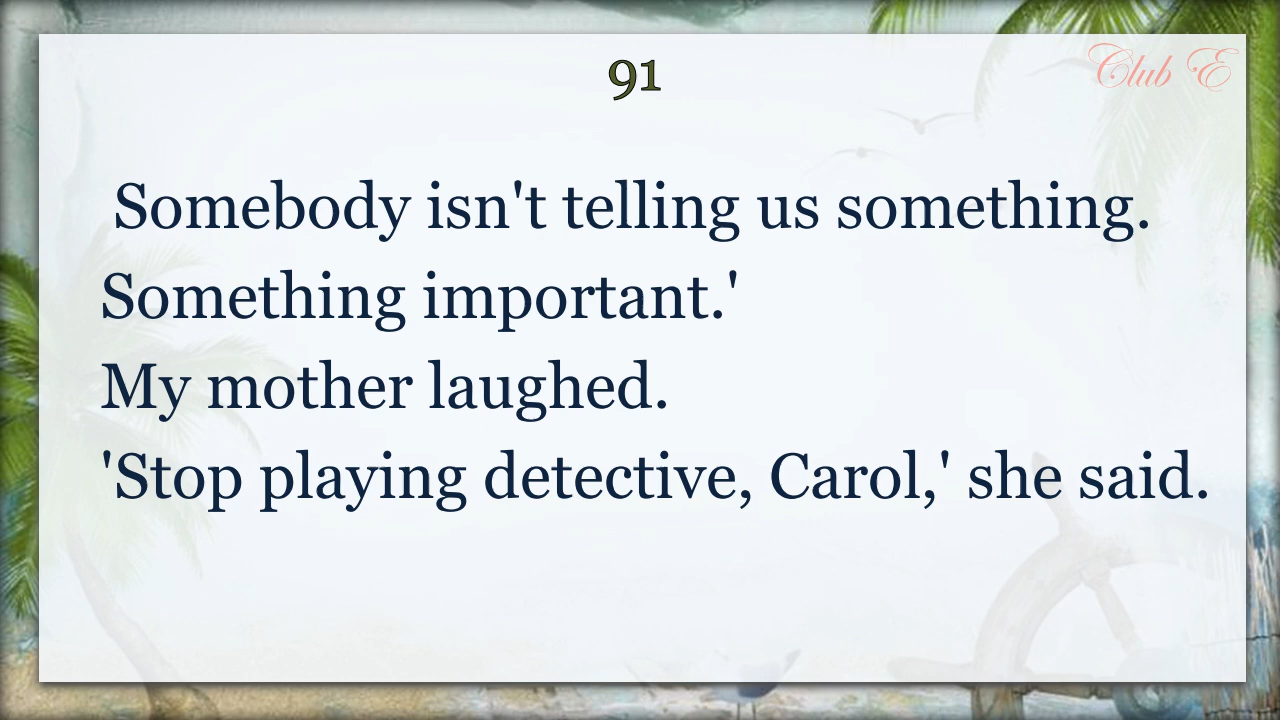 91
Club E
Somebody isn't telling us something.
Something important.'
My mother laughed.
'Stop playing detective, Carol,' she said.